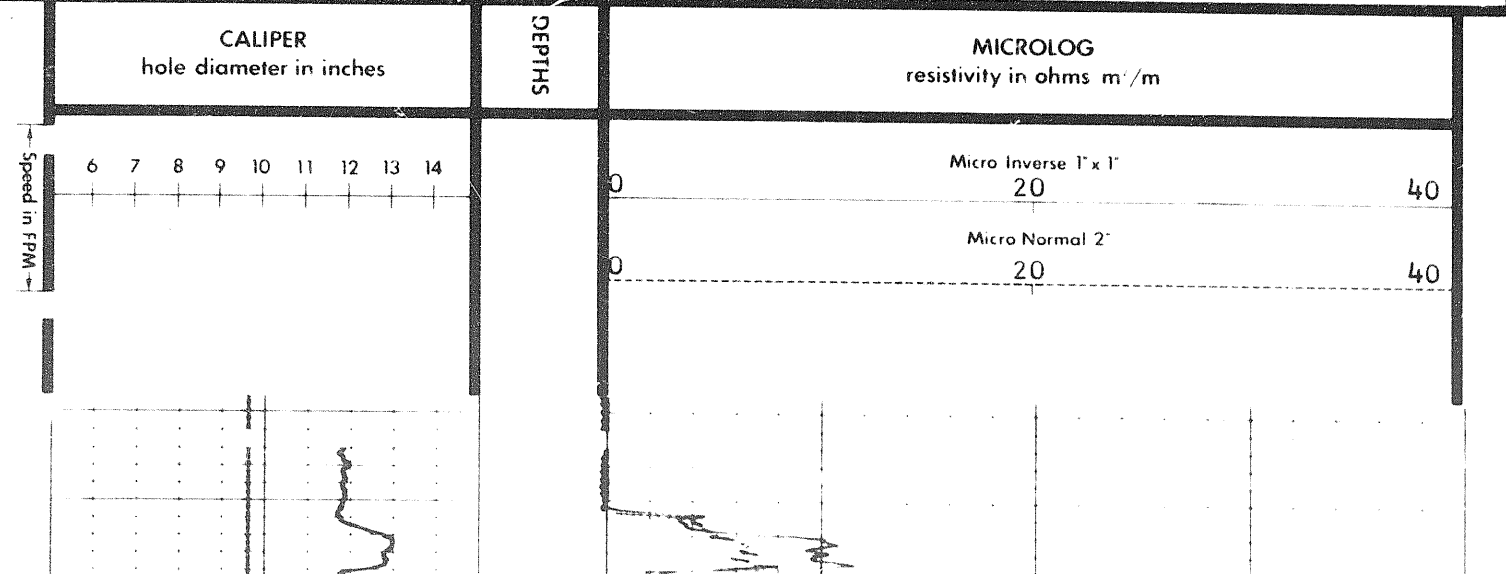 CALIPER
hole diameter in inches
DEPTHS
MICROLOG
resistivity in ohms m²/m
Speed in FPM
6 7 8 9 10 11 12 13 14
Micro Inverse 1" x 1"
0 20 40
Micro Normal 2"
0 20 40